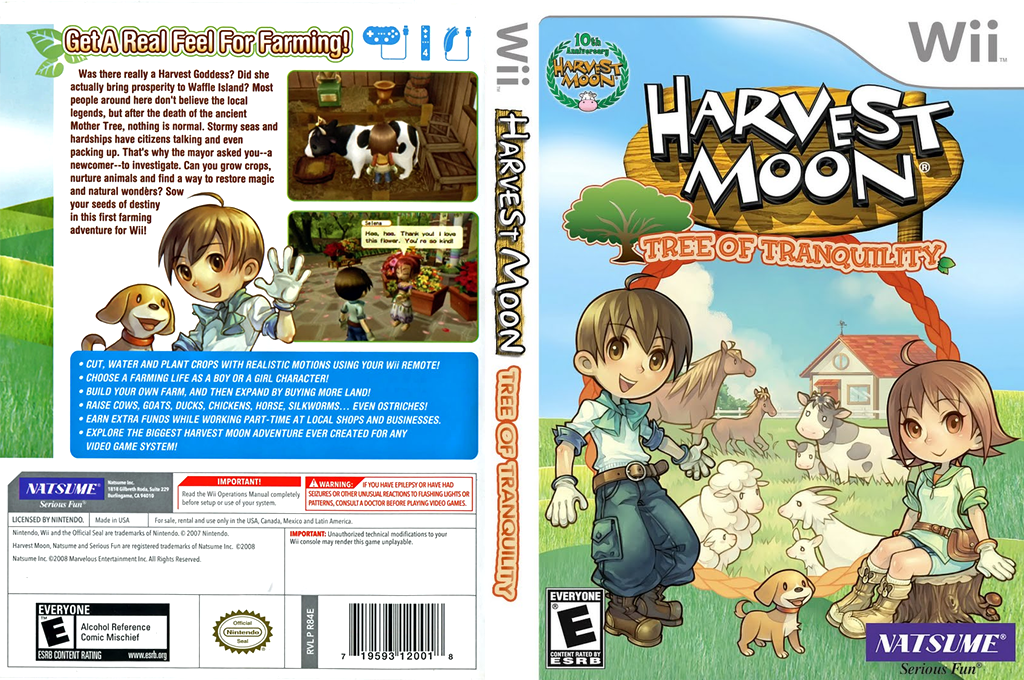 Get A Real Feel For Farming!
4
Was there really a Harvest Goddess? Did she
actually bring prosperity to Waffle Island? Most
people around here don't believe the local
legends, but after the death of the ancient
Mother Tree, nothing is normal. Stormy seas and
hardships have citizens talking and even
packing up. That's why the mayor asked you--a
newcomer--to investigate. Can you grow crops,
nurture animals and find a way to restore magic
and natural wonders? Sow
your seeds of destiny
in this first farming
adventure for Wii!
Selena
Hee, hee. Thank you! I love
this flower. You're so kind!
• CUT, WATER AND PLANT CROPS WITH REALISTIC MOTIONS USING YOUR Wii REMOTE!
• CHOOSE A FARMING LIFE AS A BOY OR A GIRL CHARACTER!
• BUILD YOUR OWN FARM, AND THEN EXPAND BY BUYING MORE LAND!
• RAISE COWS, GOATS, DUCKS, CHICKENS, HORSE, SILKWORMS... EVEN OSTRICHES!
• EARN EXTRA FUNDS WHILE WORKING PART-TIME AT LOCAL SHOPS AND BUSINESSES.
• EXPLORE THE BIGGEST HARVEST MOON ADVENTURE EVER CREATED FOR ANY
VIDEO GAME SYSTEM!
NATSUME®
Serious Fun™
Natsume Inc.
1818 Gilbreth Rods, Suite 229
Burlingame, CA 94010
IMPORTANT!
Read the Wii Operations Manual completely
before setup or use of your system.
WARNING: IF YOU HAVE EPILEPSY OR HAVE HAD
SEIZURES OR OTHER UNUSUAL REACTIONS TO FLASHING LIGHTS OR
PATTERNS, CONSULT A DOCTOR BEFORE PLAYING VIDEO GAMES.
LICENSED BY NINTENDO.
Made in USA
For sale, rental and use only in the USA, Canada, Mexico and Latin America.
Nintendo, Wii and the Official Seal are trademarks of Nintendo. © 2007 Nintendo.
Harvest Moon, Natsume and Serious Fun are registered trademarks of Natsume Inc. ©2008
Natsume Inc. ©2008 Marvelous Entertainment Inc. All Rights Reserved.
IMPORTANT: Unauthorized technical modifications to your
Wii console may render this game unplayable.
EVERYONE
E
Alcohol Reference
Comic Mischief
ESRB CONTENT RATING www.esrb.org
Official
Nintendo
Seal
RVL P R84E
7 19593 12001 8
Wii™
HARVEST MOON
TREE OF TRANQUILITY
Wii™
10th
Anniversary
HARVEST
MOON
HARVEST
MOON®
TREE OF TRANQUILITY
EVERYONE
E
CONTENT RATED BY
ESRB
NATSUME®
Serious Fun®